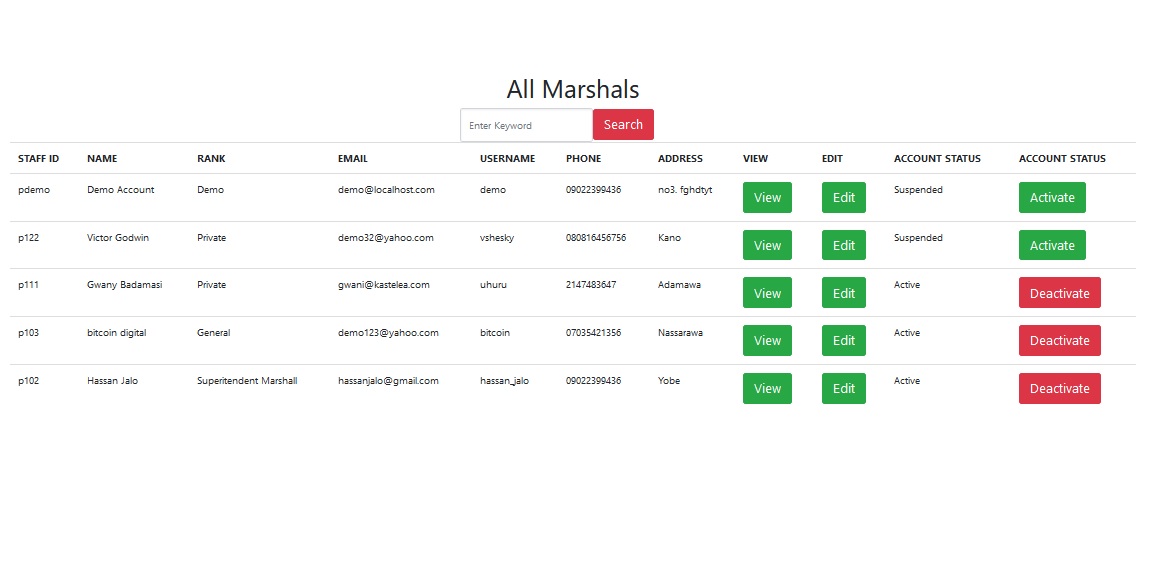 All Marshals
Enter Keyword Search
STAFF ID NAME RANK EMAIL USERNAME PHONE ADDRESS VIEW EDIT ACCOUNT STATUS ACCOUNT STATUS
pdemo Demo Account Demo demo@localhost.com demo 09022399436 no3. fghdtyt View Edit Suspended Activate
p122 Victor Godwin Private demo32@yahoo.com vshesky 080816456756 Kano View Edit Suspended Activate
p111 Gwany Badamasi Private gwani@kastelea.com uhuru 2147483647 Adamawa View Edit Active Deactivate
p103 bitcoin digital General demo123@yahoo.com bitcoin 07035421356 Nassarawa View Edit Active Deactivate
p102 Hassan Jalo Superitendent Marshall hassanjalo@gmail.com hassan_jalo 09022399436 Yobe View Edit Active Deactivate